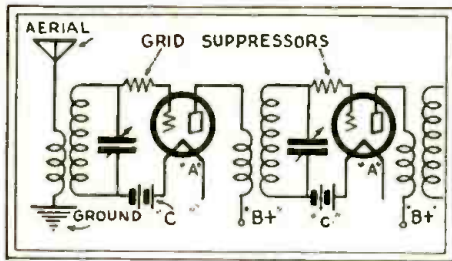 AERIAL
GRID SUPPRESSORS
"A"
"A"
"C"
"B+"
"C"
"B+"
GROUND